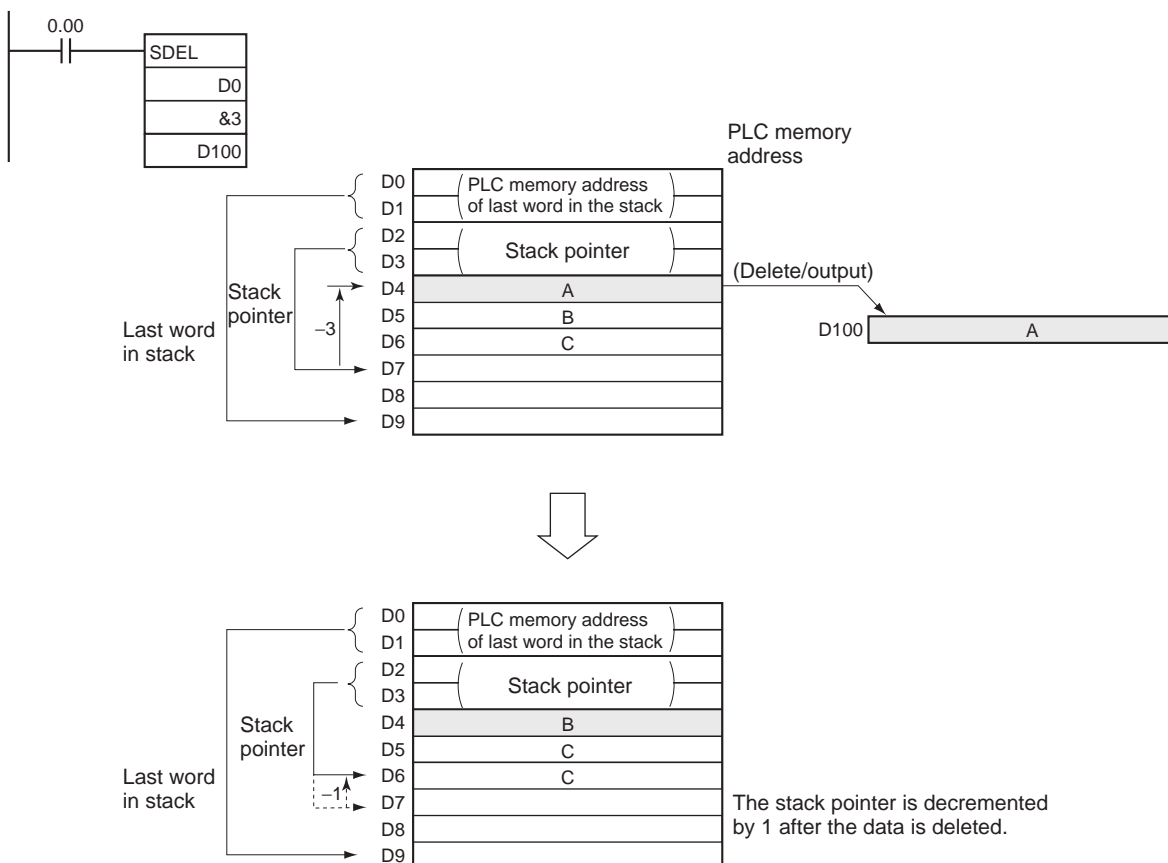 0.00
SDEL
D0
&3
D100
PLC memory
address
D0
D1
D2
D3
D4
D5
D6
D7
D8
D9
(PLC memory address
of last word in the stack)
(Stack pointer)
A
B
C
Stack
pointer
–3
Last word
in stack
(Delete/output)
D100
A
D0
D1
D2
D3
D4
D5
D6
D7
D8
D9
(PLC memory address
of last word in the stack)
(Stack pointer)
B
C
C
Stack
pointer
–1
Last word
in stack
The stack pointer is decremented
by 1 after the data is deleted.